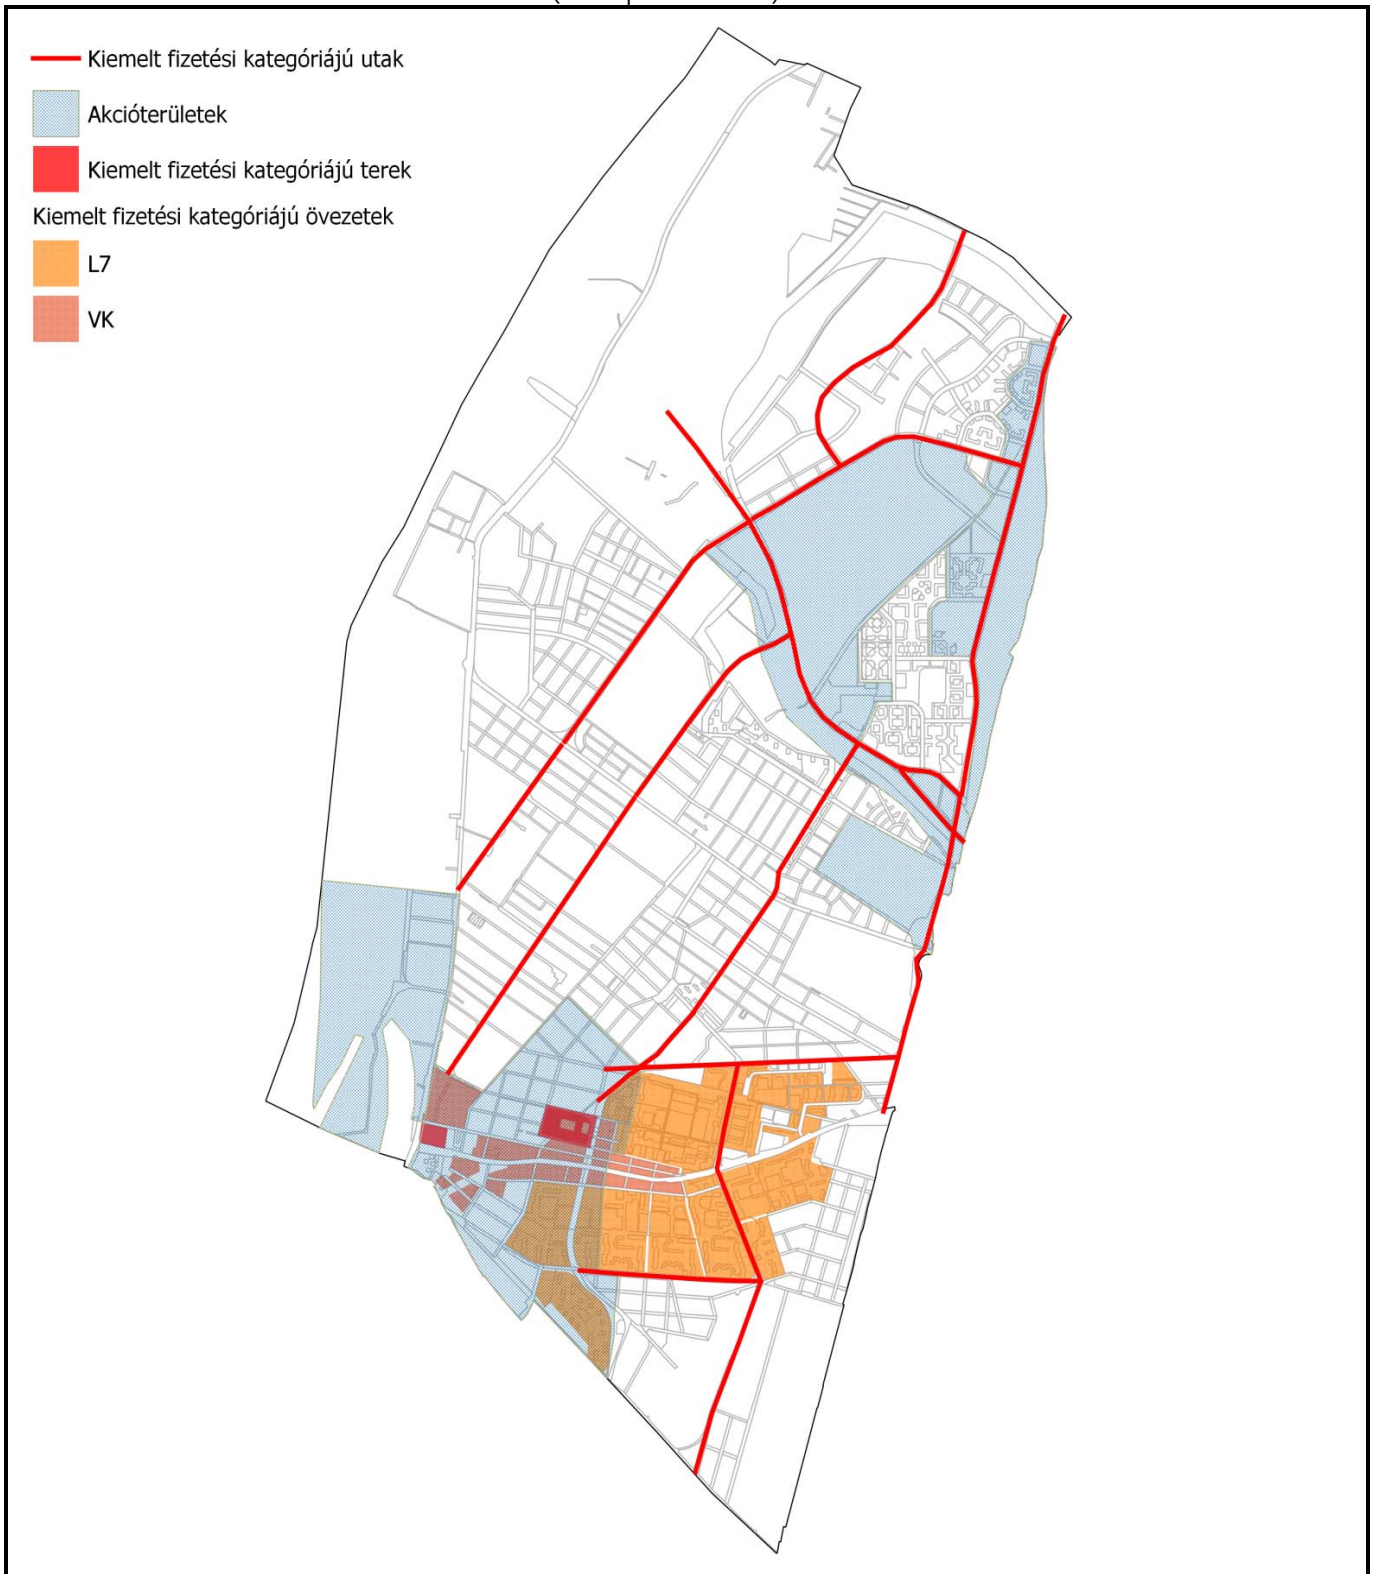 Kiemelt fizetési kategóriájú utak
Akcióterületek
Kiemelt fizetési kategóriájú terek
Kiemelt fizetési kategóriájú övezetek
L7
VK